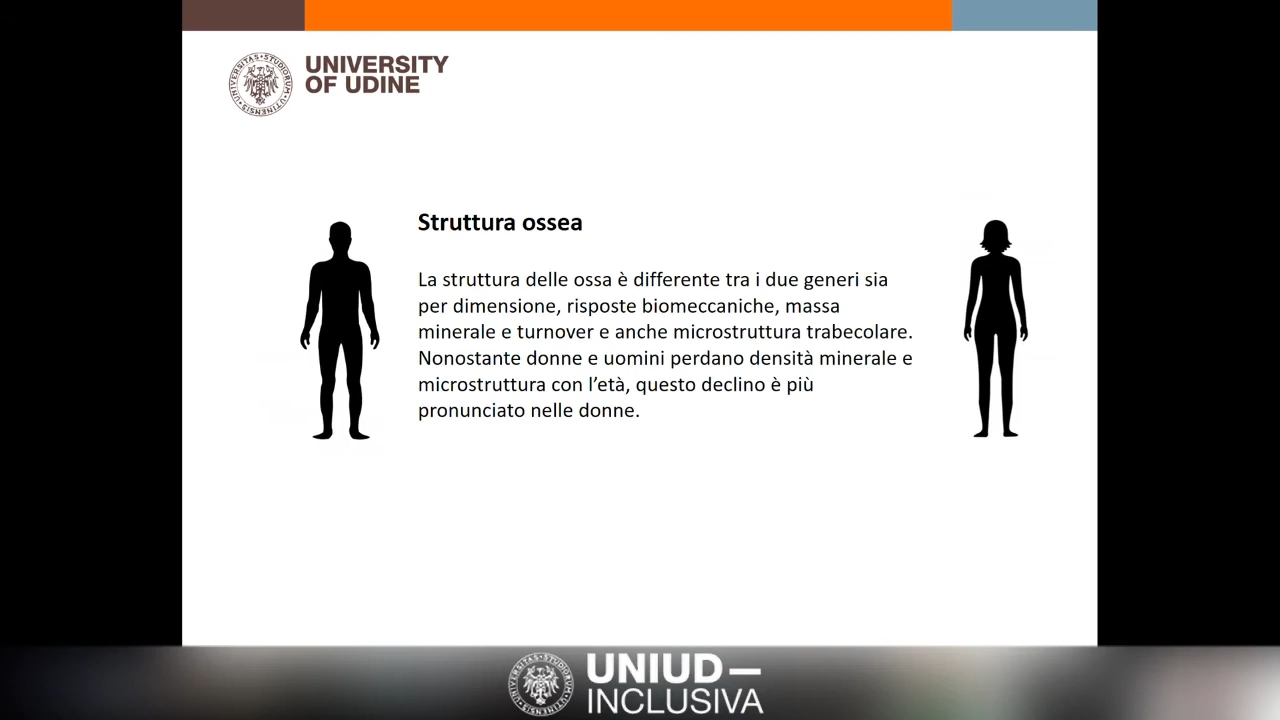 UNIVERSITY
OF UDINE
Struttura ossea
La struttura delle ossa è differente tra i due generi sia
per dimensione, risposte biomeccaniche, massa
minerale e turnover e anche microstruttura trabecolare.
Nonostante donne e uomini perdano densità minerale e
microstruttura con l’età, questo declino è più
pronunciato nelle donne.
UNIUD—
INCLUSIVA